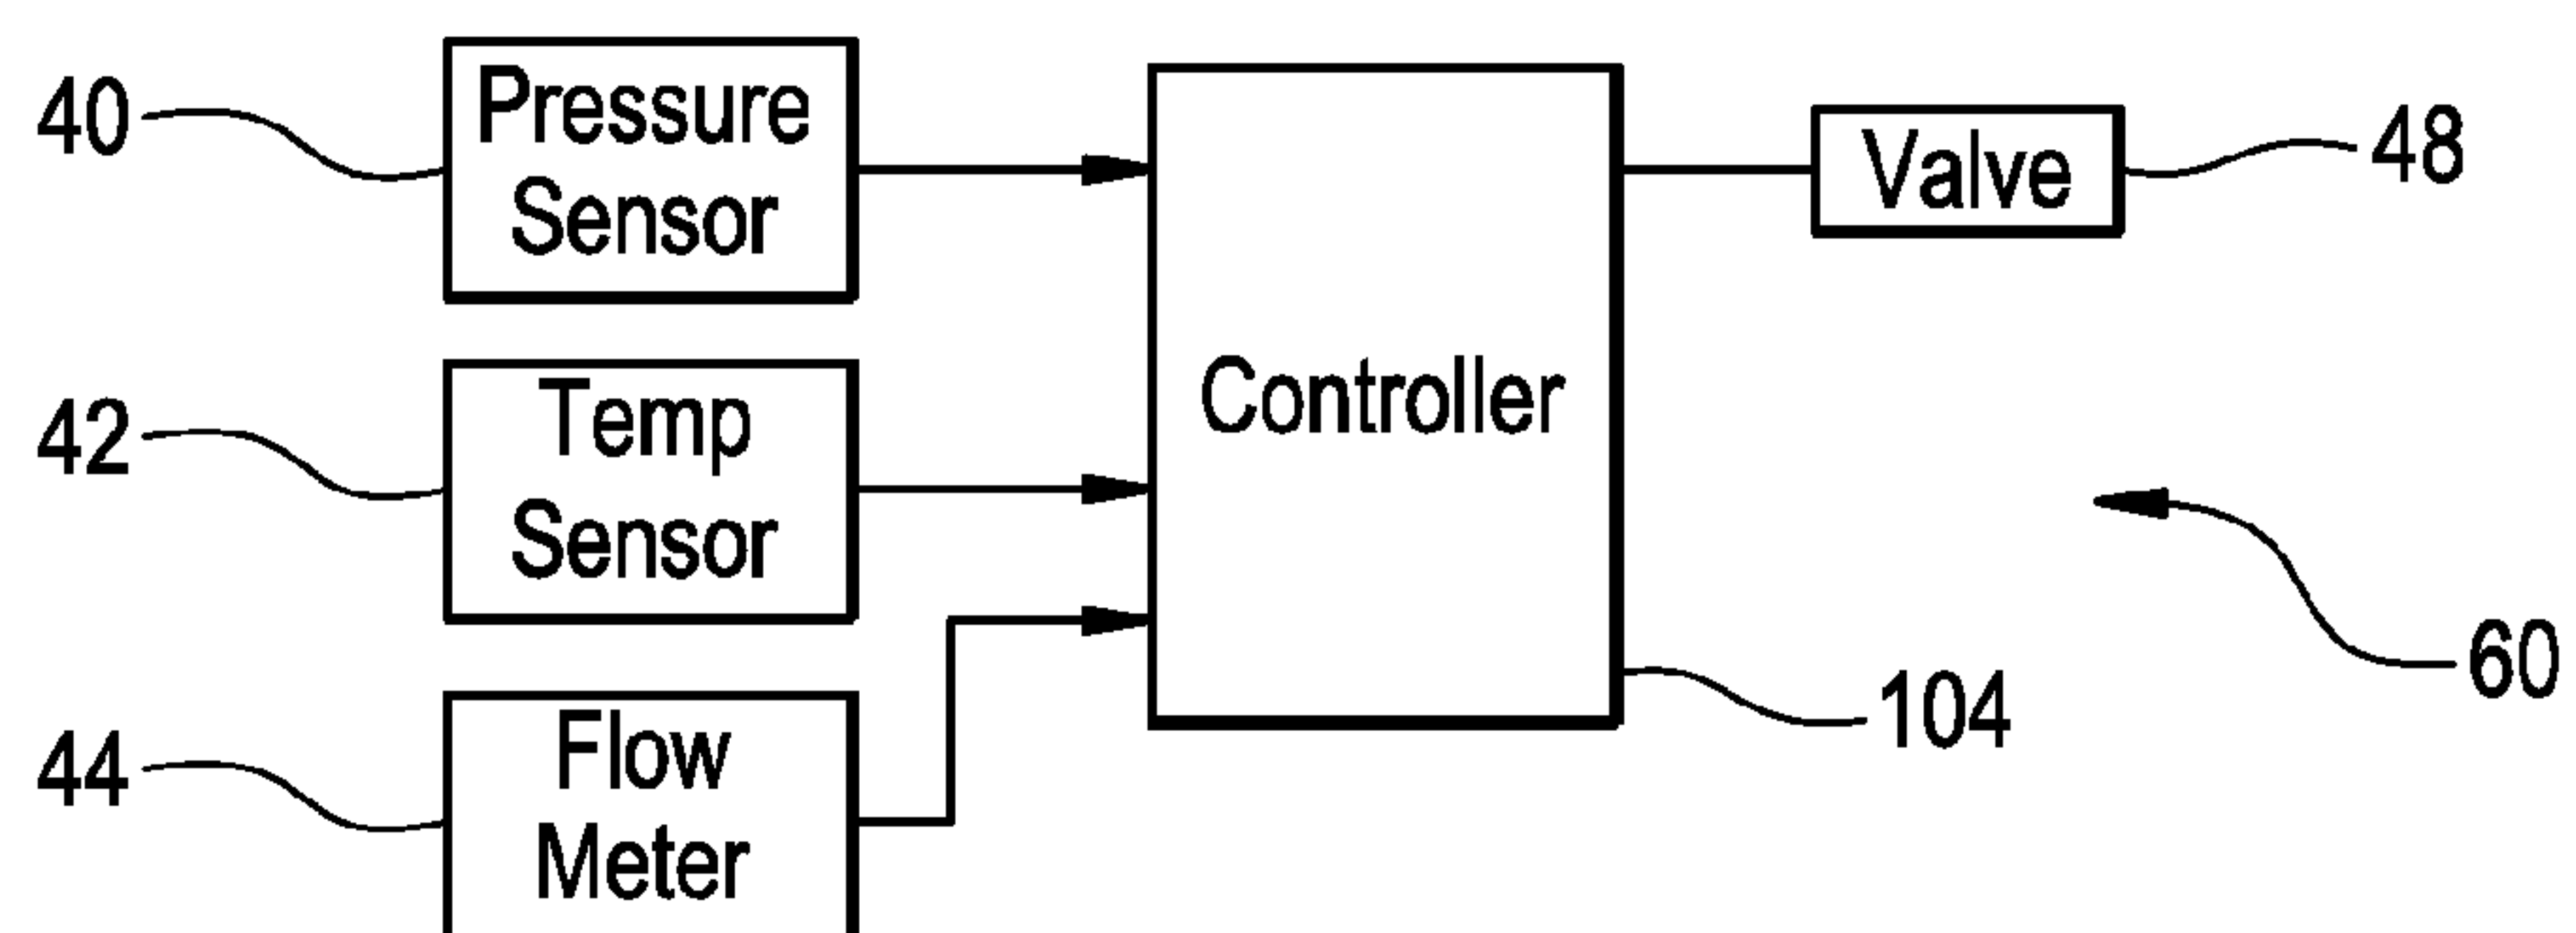 40
Pressure
Sensor
Controller
Valve
48
42
Temp
Sensor
44
Flow
Meter
104
60